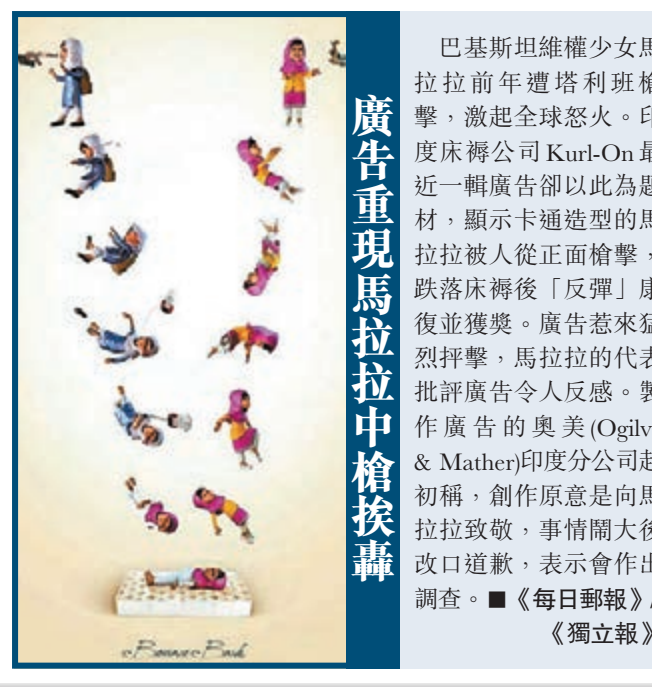 廣告重現馬拉拉中槍挨轟
巴基斯坦維權少女馬
拉拉前年遭塔利班槍
擊，激起全球怒火。印
度床褥公司Kurl-On最
近一輯廣告卻以此為題
材，顯示卡通造型的馬
拉拉被人從正面槍擊，
跌落床褥後「反彈」康
復並獲獎。廣告惹來猛
烈抨擊，馬拉拉的代表
批評廣告令人反感。製
作廣告的奧美(Ogilv
& Mather)印度分公司起
初稱，創作原意是向馬
拉拉致敬，事情鬧大後
改口道歉，表示會作出
調查。■《每日郵報》/
《獨立報》
Bounce Back